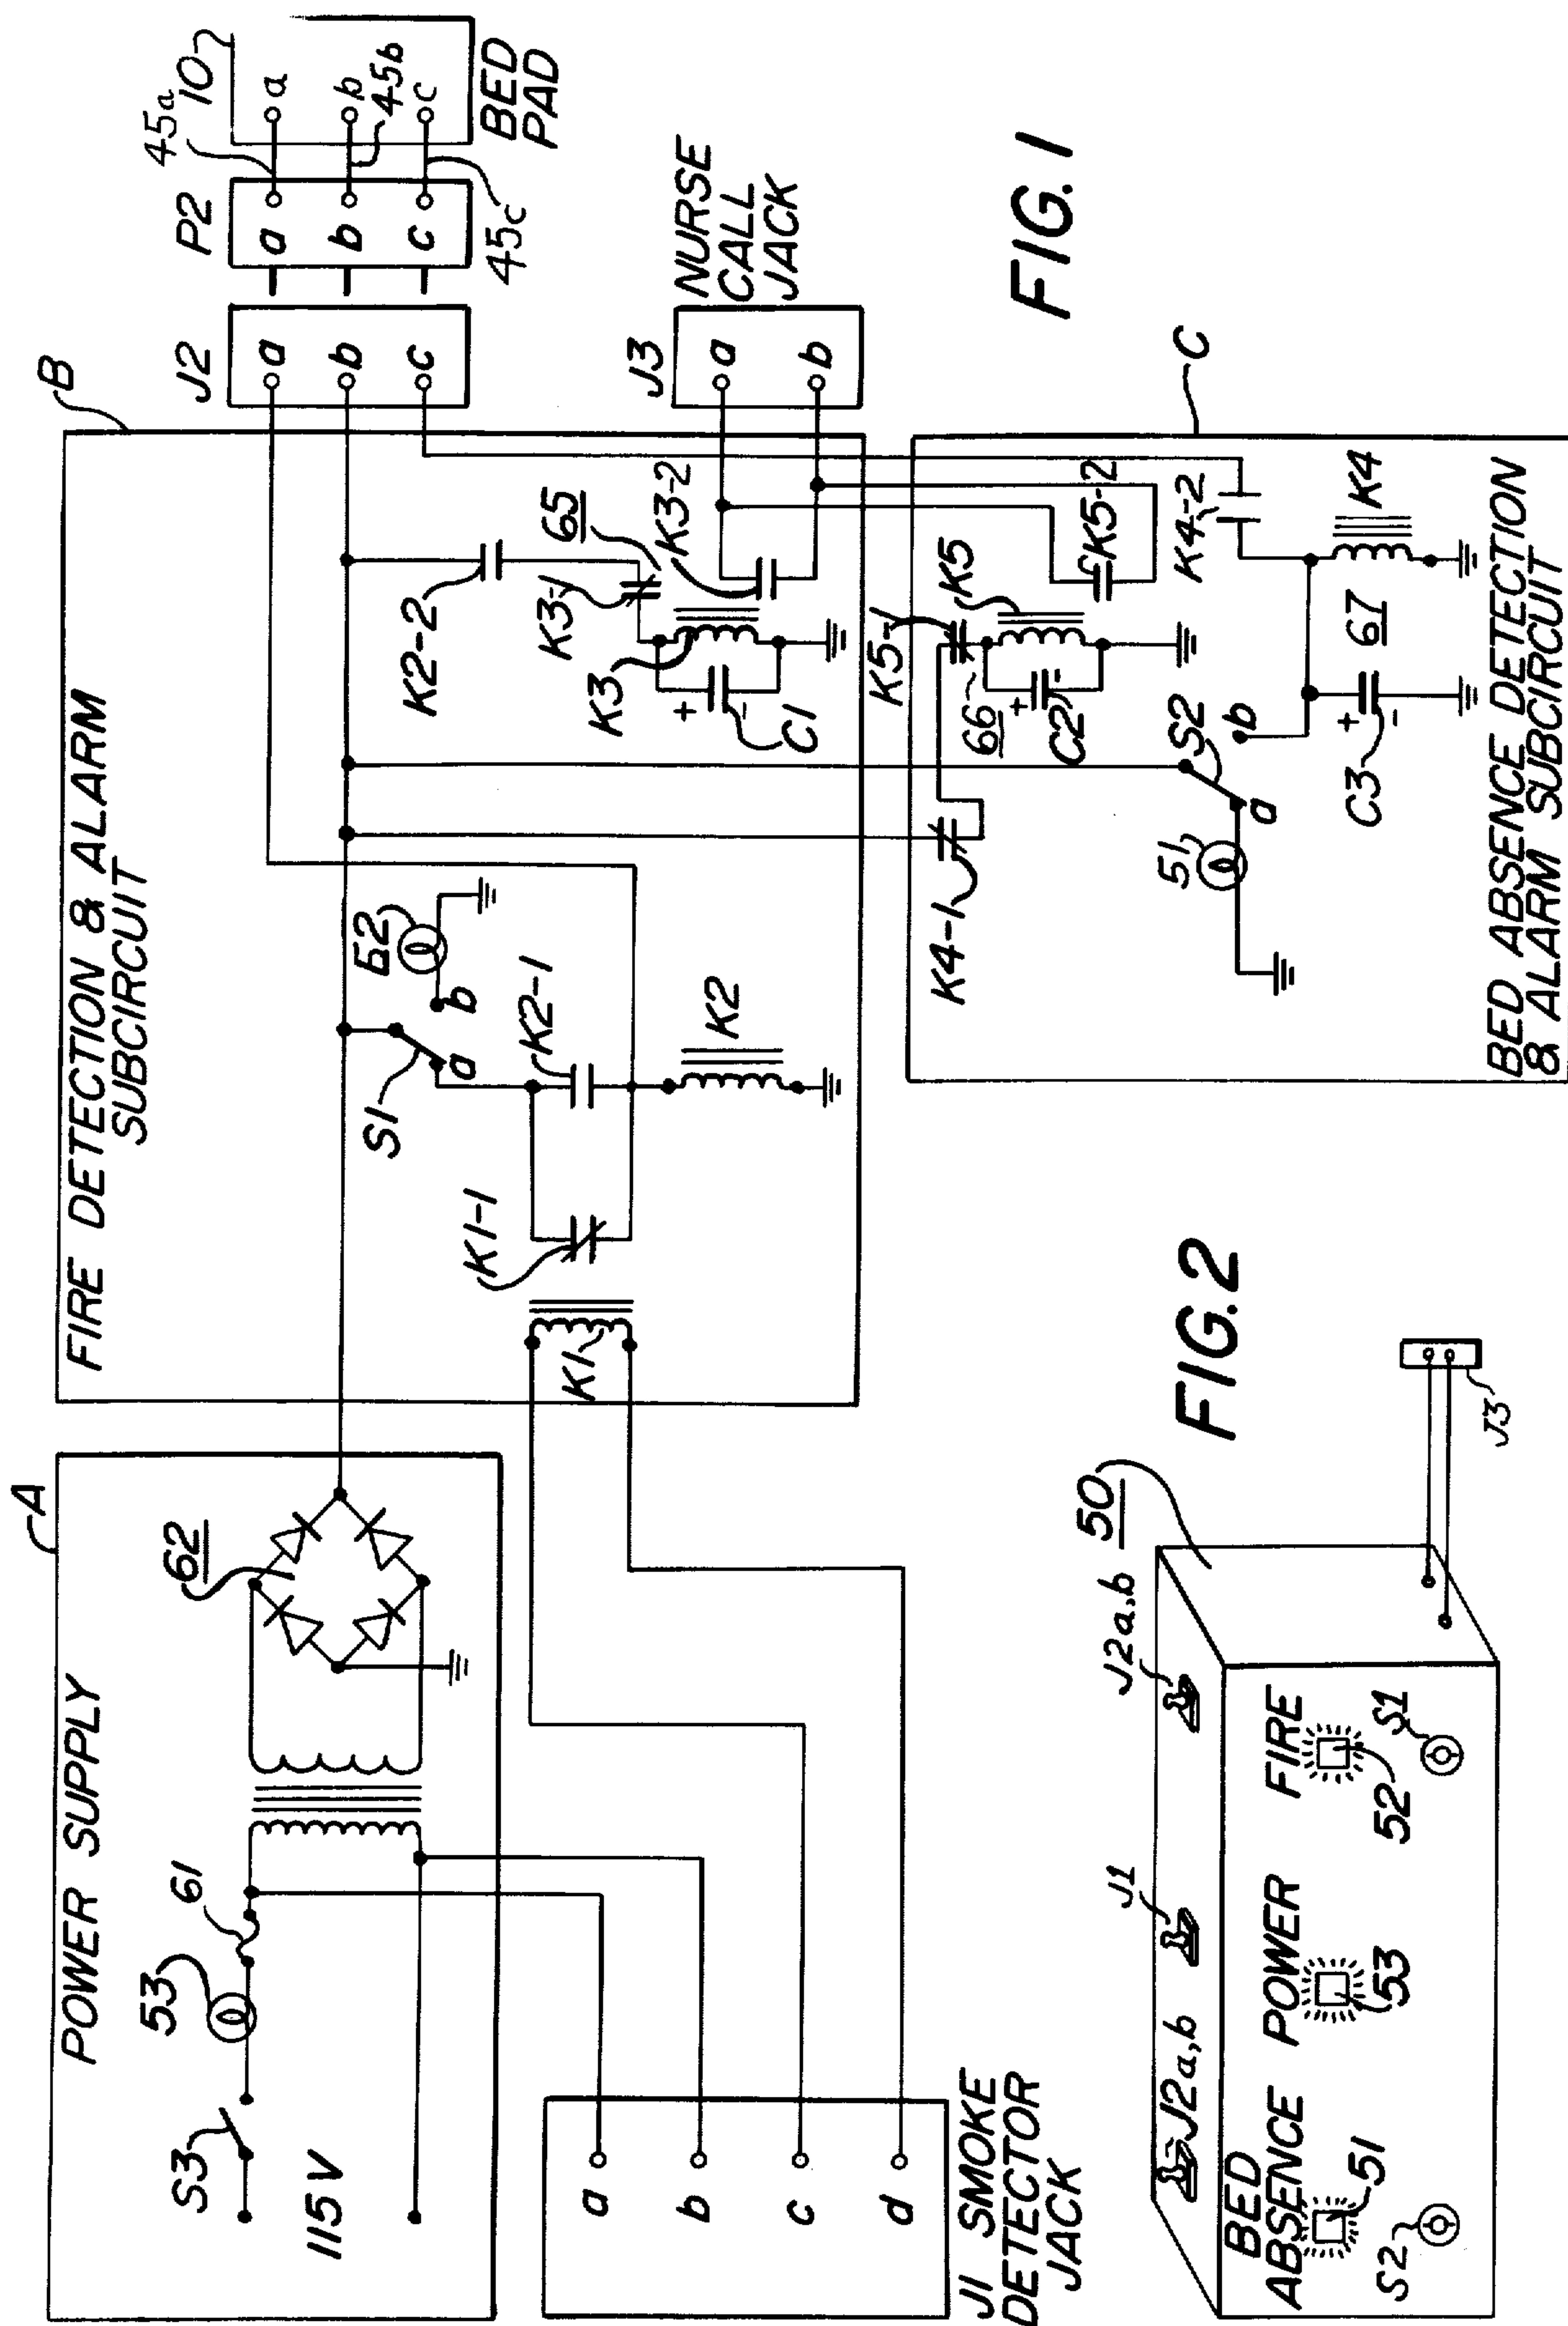 A
POWER SUPPLY
S3
53
61
62
115 V
a
b
c
d
J1 SMOKE
DETECTOR
JACK
B
FIRE DETECTION & ALARM
SUBCIRCUIT
S1
a
b
52
K1-1
K1
K2-1
K2
K2-2
K3-1
65
K3-2
K3
+
-
C1
J2
a
b
c
P2
a
b
c
45a
10
a
b
c
45b
45c
BED
PAD
J3
a
b
NURSE
CALL
JACK
FIG. 1
C
K4-1
K5-1
K5
K5-2
66
+
-
C2
S2
a
b
51
K4-2
K4
+
-
C3
67
BED ABSENCE DETECTION
& ALARM SUBCIRCUIT
FIG. 2
50
J2a,b
J1
J2a,b
J3
BED
ABSENCE
POWER
FIRE
51
53
52
S2
S1